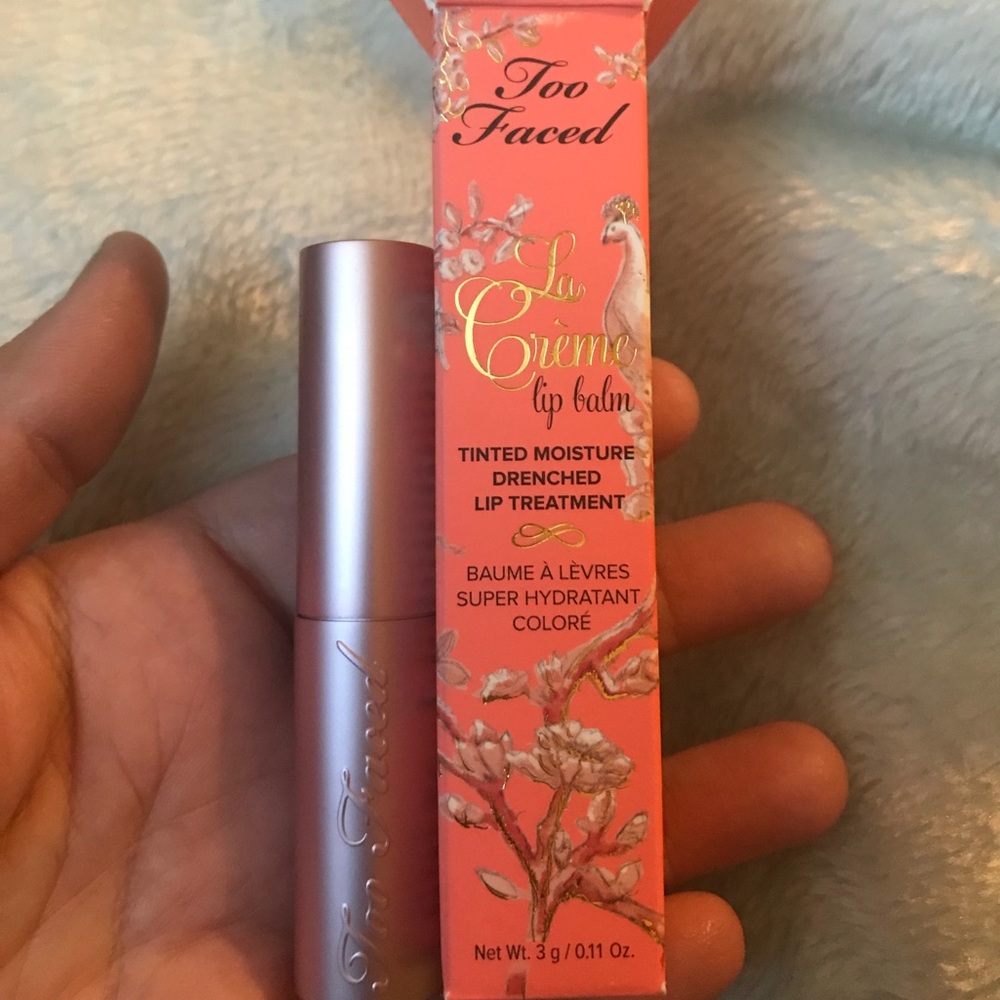 Too
Faced
La
Crème
lip balm
TINTED MOISTURE
DRENCHED
LIP TREATMENT
BAUME À LÈVRES
SUPER HYDRATANT
COLORÉ
Net Wt. 3 g / 0.11 Oz.
Too Faced